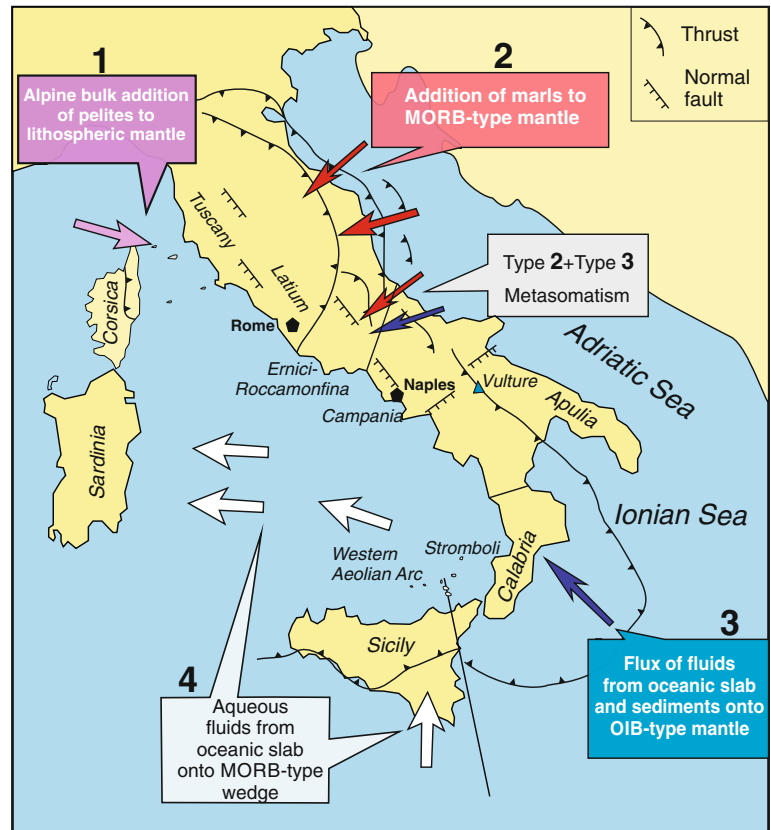 1
Alpine bulk addition
of pelites to
lithospheric mantle
2
Addition of marls to
MORB-type mantle
Thrust
Normal
fault
Tuscany
Latium
Type 2+Type 3
Metasomatism
Corsica
Rome
Ernici-
Roccamonfina
Campania
Naples
Vulture
Apulia
Adriatic Sea
Sardinia
Ionian Sea
Western
Aeolian Arc
Stromboli
Calabria
Sicily
3
Flux of fluids
from oceanic slab
and sediments onto
OIB-type mantle
4
Aqueous
fluids from
oceanic slab
onto MORB-type
wedge